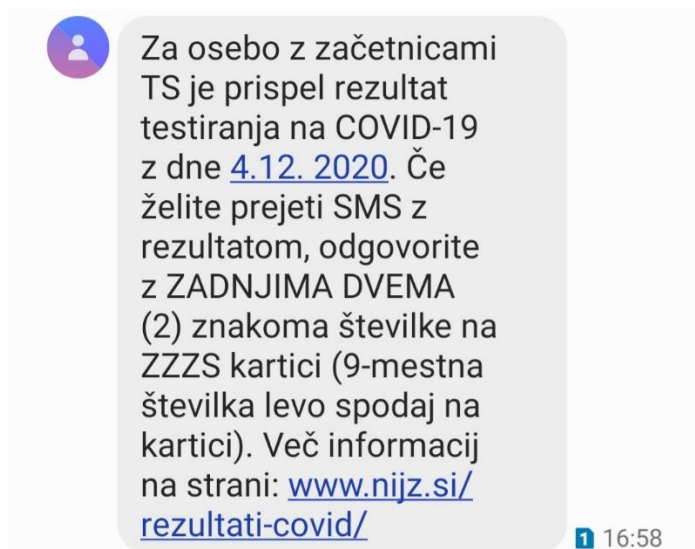 Za osebo z začetnicami
TS je prispel rezultat
testiranja na COVID-19
z dne 4.12. 2020. Če
želite prejeti SMS z
rezultatom, odgovorite
z ZADNJIMA DVEMA
(2) znakoma številke na
ZZZS kartici (9-mestna
številka levo spodaj na
kartici). Več informacij
na strani: www.nijz.si/
rezultati-covid/
1 16:58